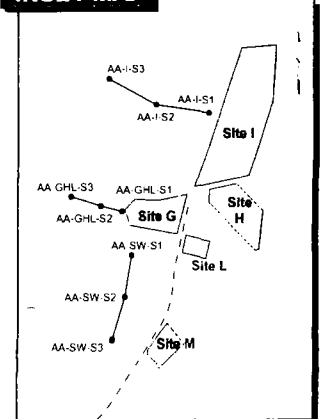 AA-I-S3
AA-I-S1
AA-I-S2
Site I
AA GHL-S3
AA-GHL-S1
AA-GHL-S2
Site G
Site
H
AA SW-S1
Site L
AA-SW-S2
AA-SW-S3
Site M